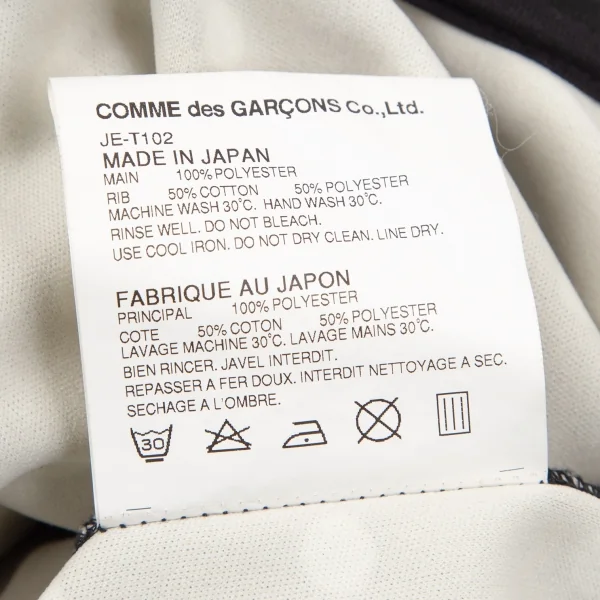 COMME des GARÇONS Co.,Ltd.
JE-T102
MADE IN JAPAN
MAIN 100% POLYESTER
RIB 50% COTTON 50% POLYESTER
MACHINE WASH 30°C. HAND WASH 30°C.
RINSE WELL. DO NOT BLEACH.
USE COOL IRON. DO NOT DRY CLEAN. LINE DRY.
FABRIQUE AU JAPON
PRINCIPAL 100% POLYESTER
COTE 50% COTON 50% POLYESTER
LAVAGE MACHINE 30°C. LAVAGE MAINS 30°C.
BIEN RINCER. JAVEL INTERDIT.
REPASSER A FER DOUX. INTERDIT NETTOYAGE A SEC.
SECHAGE A L'OMBRE.
30